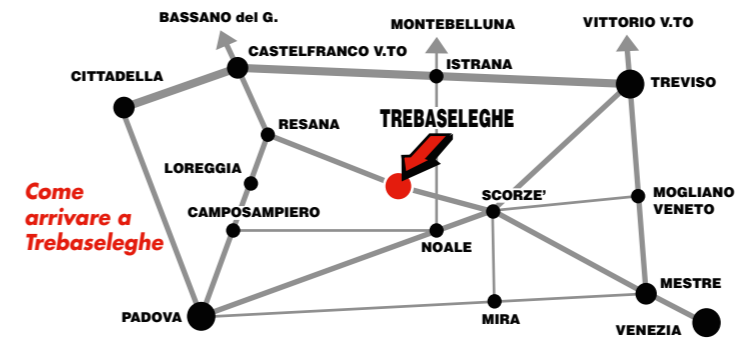 BASSANO del G.
MONTEBELLUNA
VITTORIO V.TO
CASTELFRANCO V.TO
ISTRANA
CITTADELLA
TREVISO
TREBASELEGHE
RESANA
LOREGGIA
Come
arrivare a
Trebaseleghe
CAMPOSAMPIERO
SCORZE'
MOGLIANO
VENETO
NOALE
MESTRE
PADOVA
MIRA
VENEZIA